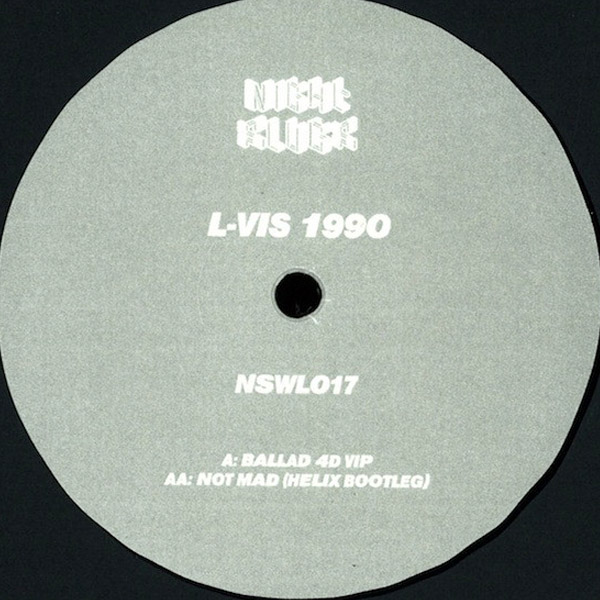 NIGHT
SLUGS
L-VIS 1990
NSWL017
A: BALLAD 4D VIP
AA: NOT MAD (HELIX BOOTLEG)